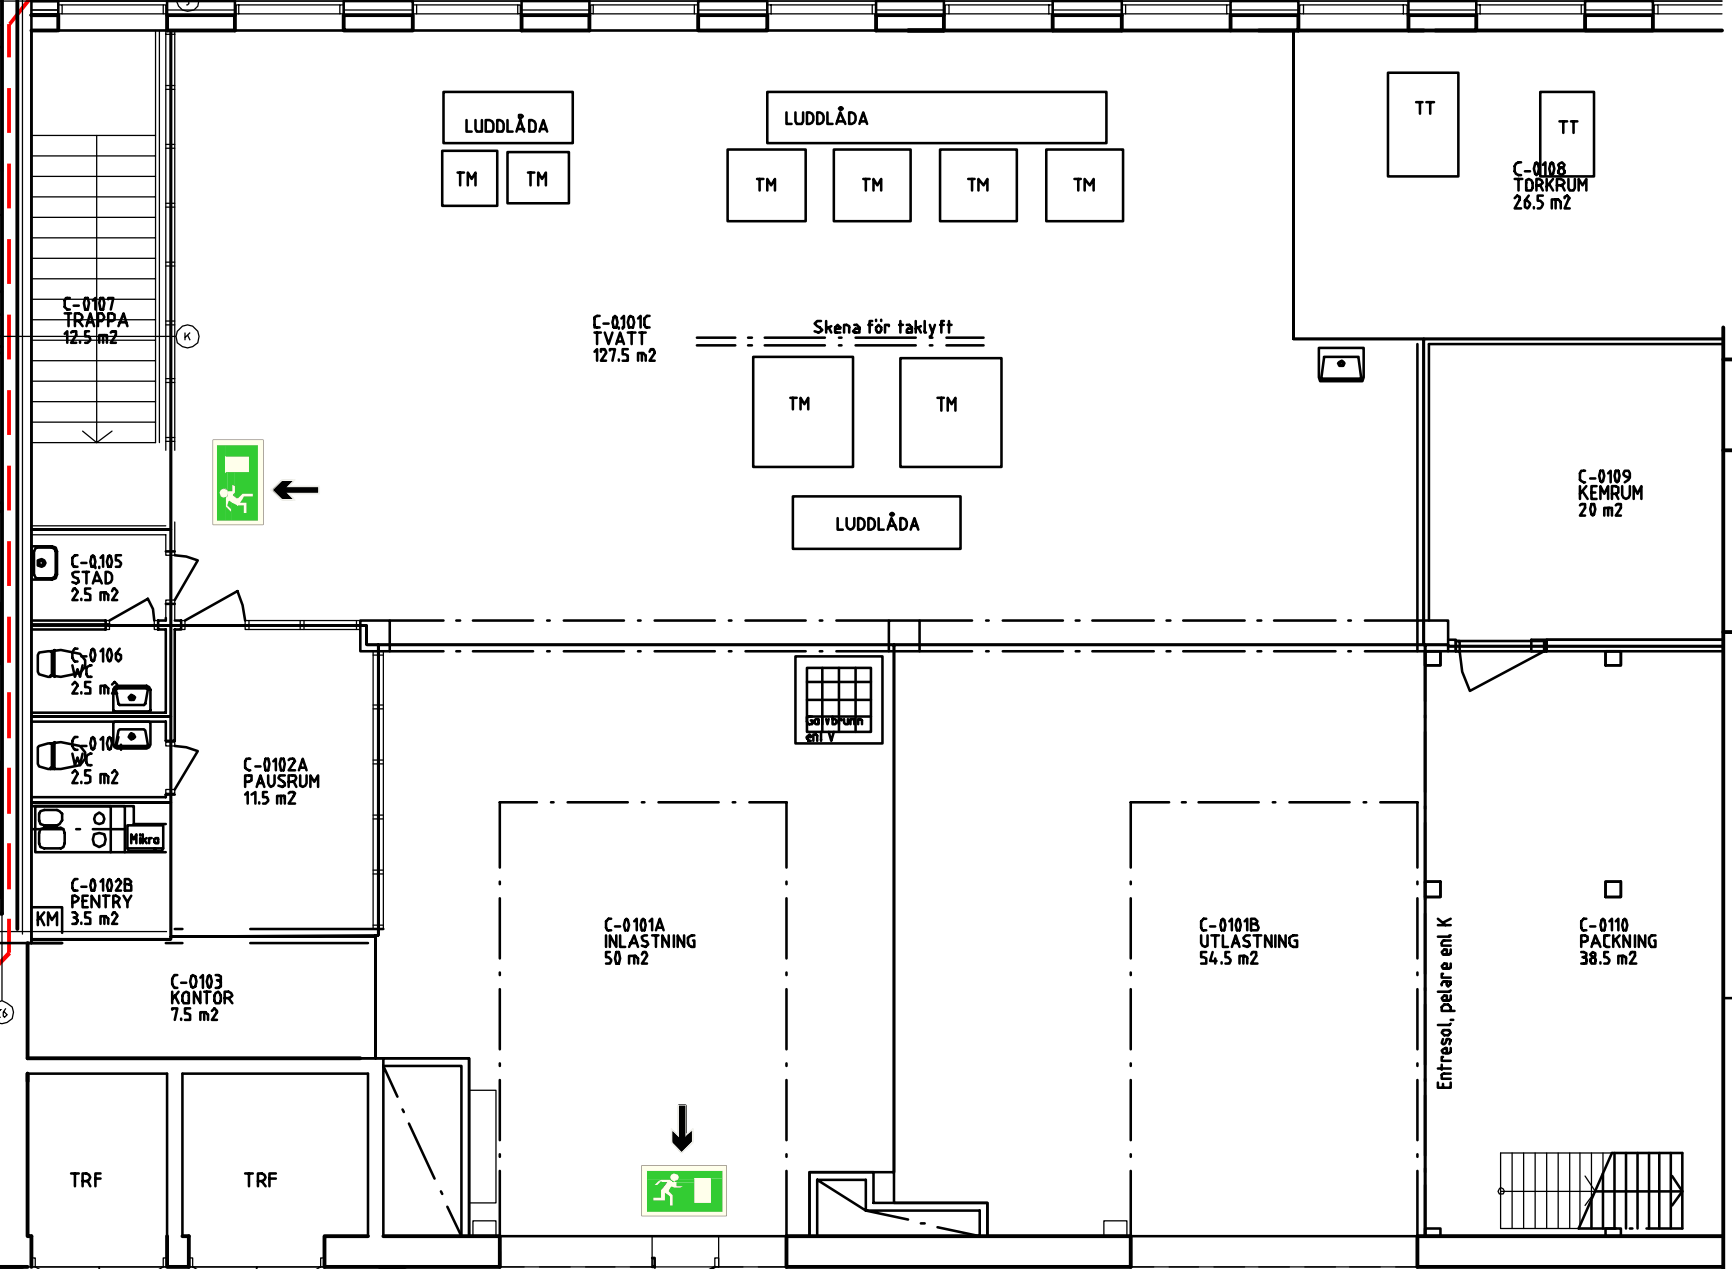 LUDDLÅDA
TM
TM
LUDDLÅDA
TM
TM
TM
TM
TT
TT
C-0108
TORKRUM
26.5 m2
C-0107
TRAPPA
12.5 m2
K
C-0101C
TVÄTT
127.5 m2
Skena för taklyft
TM
TM
LUDDLÅDA
C-0109
KEMRUM
20 m2
C-0105
STÄD
2.5 m2
C-0106
WC
2.5 m2
C-0104
WC
2.5 m2
C-0102A
PAUSRUM
11.5 m2
Mikro
C-0102B
PENTRY
3.5 m2
KM
Golvbrunn
enl V
C-0101A
INLASTNING
50 m2
C-0101B
UTLASTNING
54.5 m2
Entresol, pelare enl K
C-0110
PACKNING
38.5 m2
C-0103
KONTOR
7.5 m2
TRF
TRF